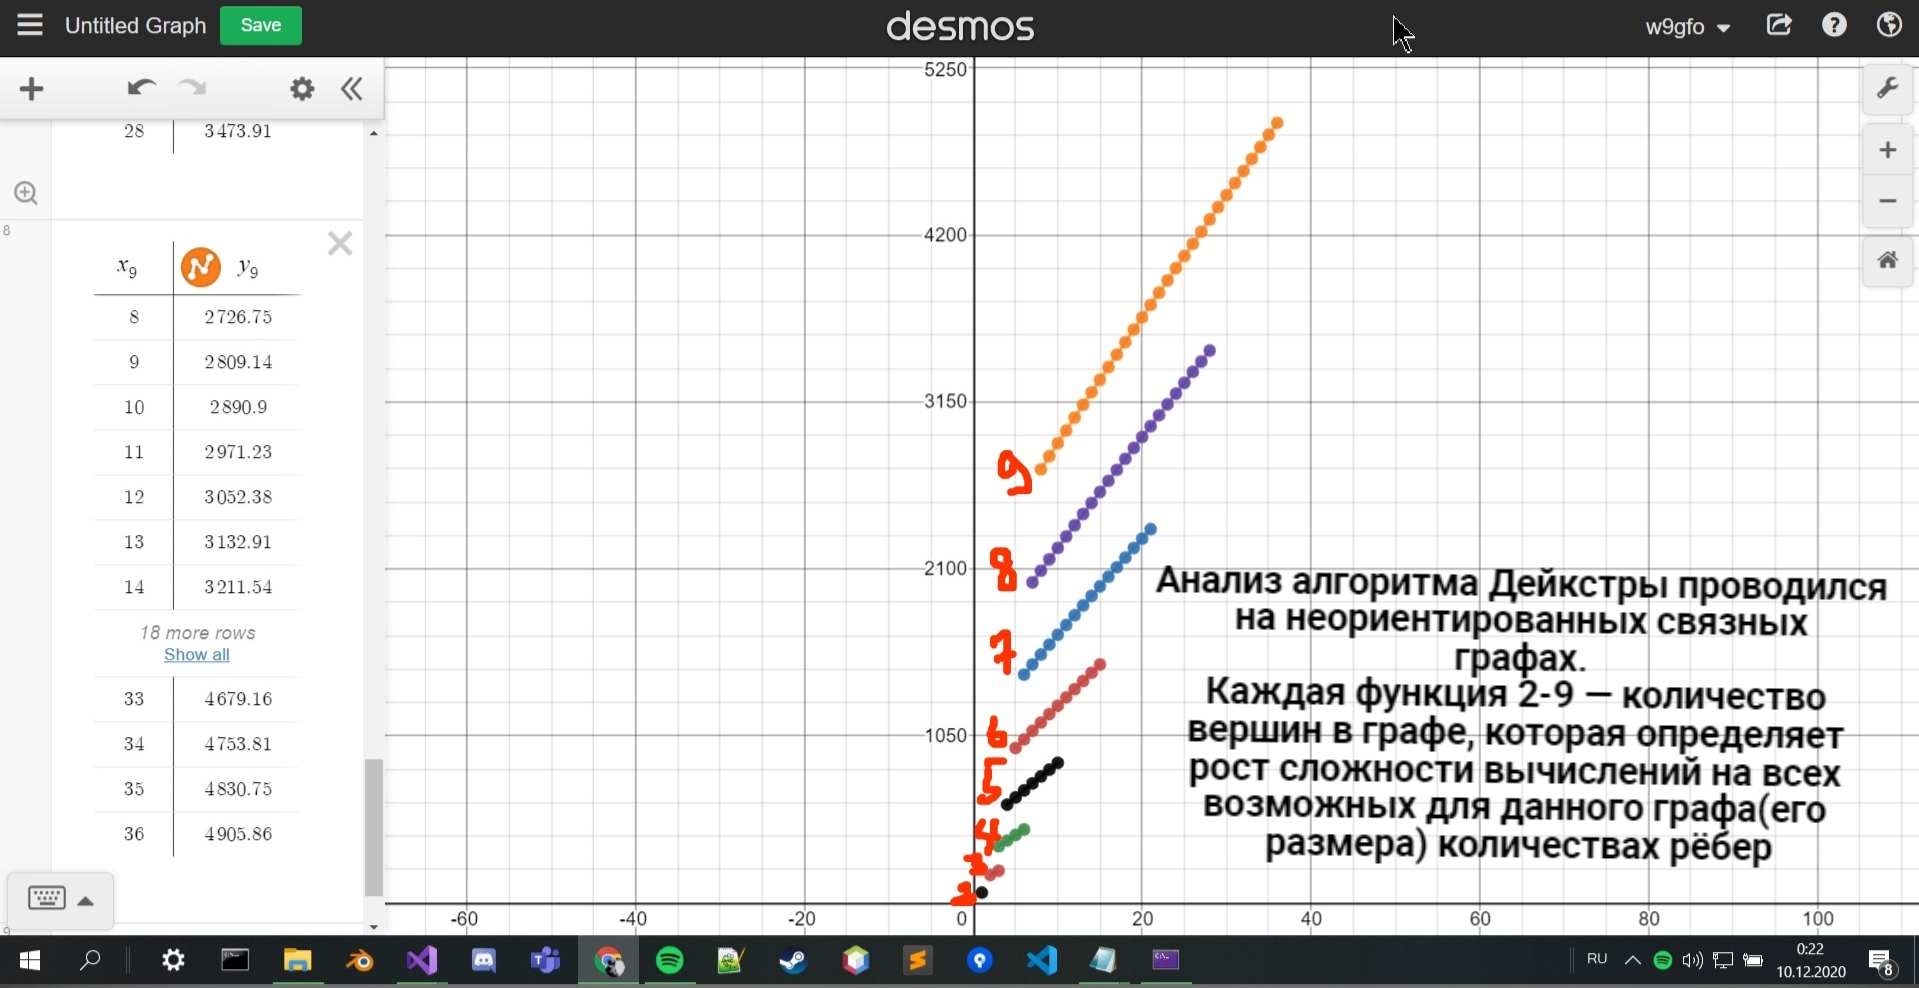 Untitled Graph Save desmos w9gfo
28 3473.91
8
x9 y9
8 2726.75
9 2809.14
10 2890.9
11 2971.23
12 3052.38
13 3132.91
14 3211.54
18 more rows
Show all
33 4679.16
34 4753.81
35 4830.75
36 4905.86
9
5250
4200
3150
2100
1050
-60 -40 -20 0 20 40 60 80 100
9
8
7
6
5
4
3
2
Анализ алгоритма Дейкстры проводился
на неориентированных связных
графах.
Каждая функция 2-9 — количество
вершин в графе, которая определяет
рост сложности вычислений на всех
возможных для данного графа(его
размера) количествах рёбер
RU 0:22
10.12.2020 8